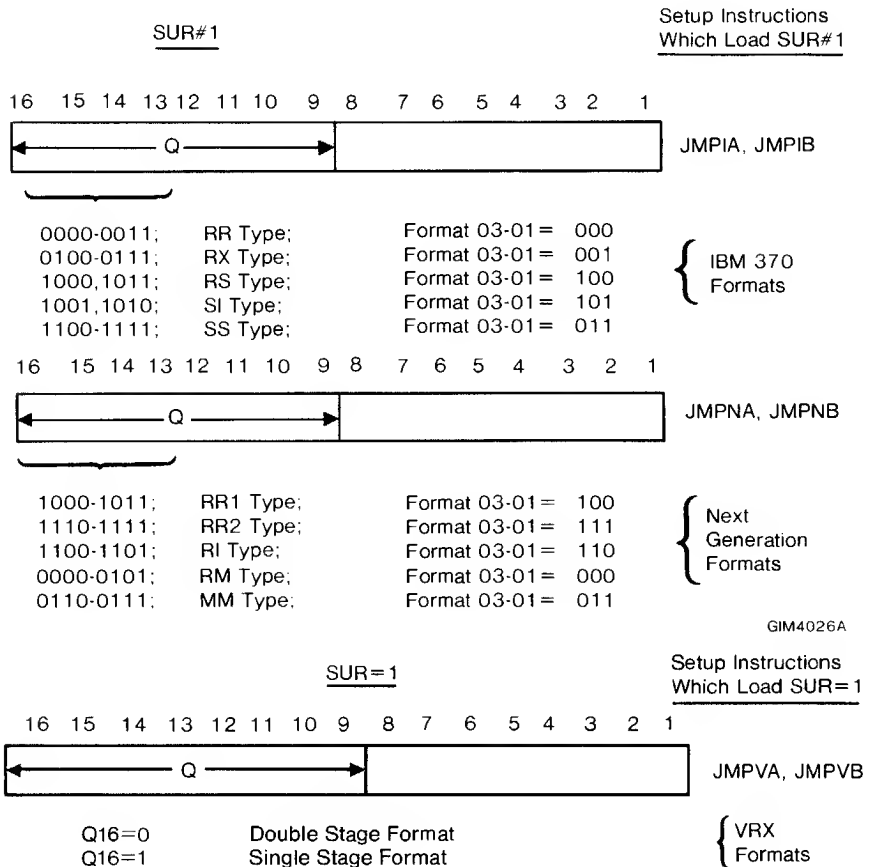 SUR#1
Setup Instructions
Which Load SUR#1
16 15 14 13 12 11 10 9 8 7 6 5 4 3 2 1
Q
JMPIA, JMPIB
0000-0011; RR Type; Format 03-01 = 000
0100-0111; RX Type; Format 03-01 = 001
1000,1011; RS Type; Format 03-01 = 100
1001,1010; SI Type; Format 03-01 = 101
1100-1111; SS Type; Format 03-01 = 011
IBM 370
Formats
16 15 14 13 12 11 10 9 8 7 6 5 4 3 2 1
Q
JMPNA, JMPNB
1000-1011; RR1 Type; Format 03-01 = 100
1110-1111; RR2 Type; Format 03-01 = 111
1100-1101; RI Type; Format 03-01 = 110
0000-0101; RM Type; Format 03-01 = 000
0110-0111; MM Type; Format 03-01 = 011
Next
Generation
Formats
GIM4026A
SUR=1
Setup Instructions
Which Load SUR=1
16 15 14 13 12 11 10 9 8 7 6 5 4 3 2 1
Q
JMPVA, JMPVB
Q16=0 Double Stage Format
Q16=1 Single Stage Format
VRX
Formats